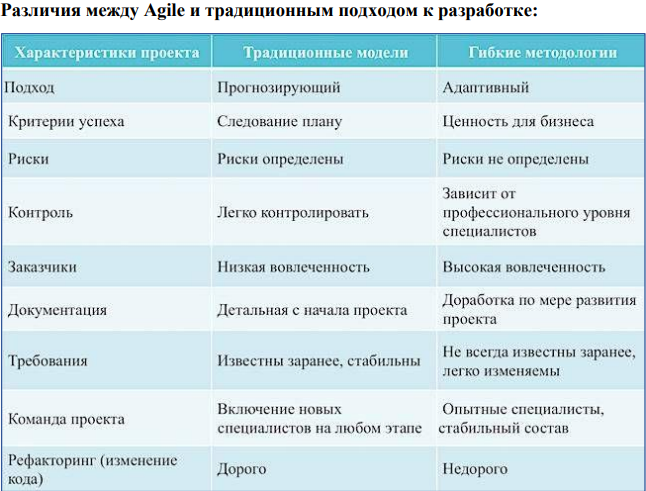 Различия между Agile и традиционным подходом к разработке:
Характеристики проекта Традиционные модели Гибкие методологии
Подход Прогнозирующий Адаптивный
Критерии успеха Следование плану Ценность для бизнеса
Риски Риски определены Риски не определены
Контроль Легко контролировать Зависит от
профессионального уровня
специалистов
Заказчики Низкая вовлеченность Высокая вовлеченность
Документация Детальная с начала проекта Доработка по мере развития
проекта
Требования Известны заранее, стабильны Не всегда известны заранее,
легко изменяемы
Команда проекта Включение новых
специалистов на любом этапе Опытные специалисты,
стабильный состав
Рефакторинг (изменение
кода) Дорого Недорого